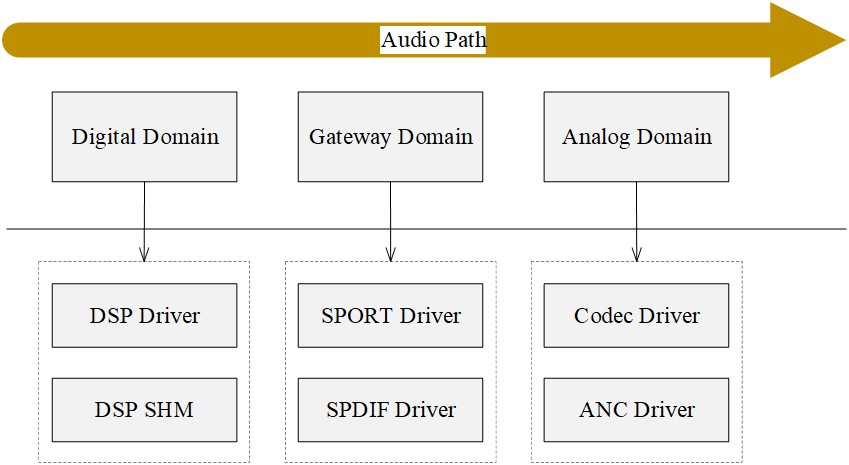 Audio Path
Digital Domain
Gateway Domain
Analog Domain
DSP Driver
SPORT Driver
Codec Driver
DSP SHM
SPDIF Driver
ANC Driver